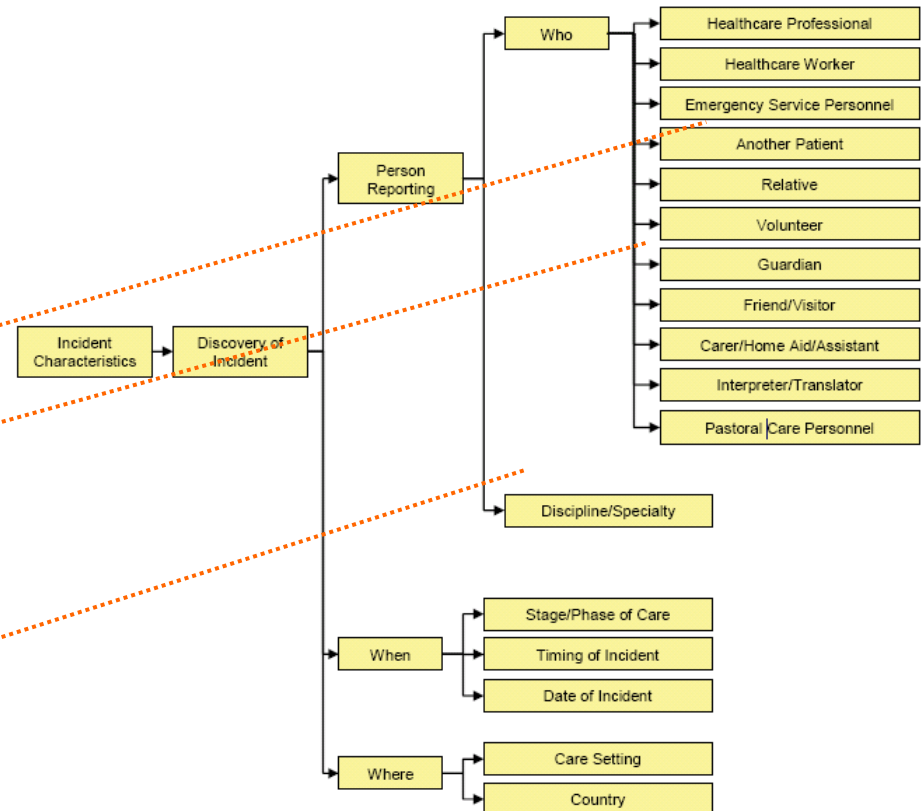 Incident
Characteristics
Discovery of
Incident
Person
Reporting
Who
Healthcare Professional
Healthcare Worker
Emergency Service Personnel
Another Patient
Relative
Volunteer
Guardian
Friend/Visitor
Carer/Home Aid/Assistant
Interpreter/Translator
Pastoral Care Personnel
Discipline/Specialty
When
Stage/Phase of Care
Timing of Incident
Date of Incident
Where
Care Setting
Country